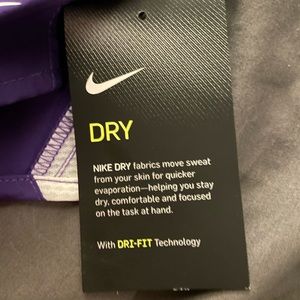 DRY
NIKE DRY fabrics move sweat
from your skin for quicker
evaporation—helping you stay
dry, comfortable and focused
on the task at hand.
With DRI-FIT Technology